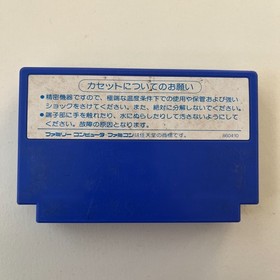 カセットについてのお願い
●精密機器ですので、極端な温度条件下での使用や保管および強い
ショックをさけてください。また、絶対に分解しないでください。
●端子部に手を触れたり、水にぬらしたりして汚さないようにして
ください。故障の原因となります。
ファミリーコンピュータ ファミコンは任天堂の商標です。